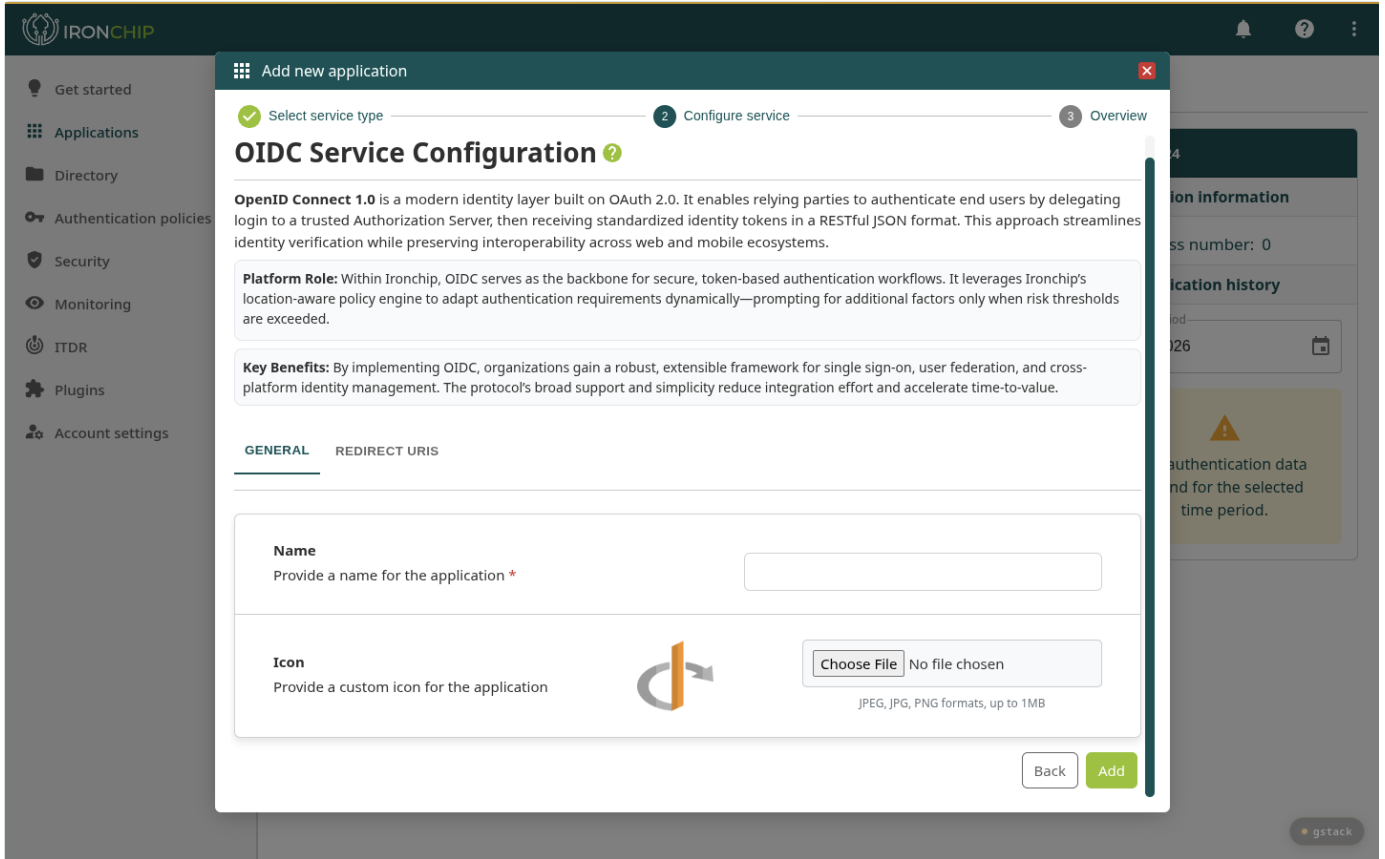 IRONCHIP
Get started
Applications
Directory
Authentication policies
Security
Monitoring
ITDR
Plugins
Account settings
Add new application
Select service type
2
Configure service
3
Overview
OIDC Service Configuration ?
OpenID Connect 1.0 is a modern identity layer built on OAuth 2.0. It enables relying parties to authenticate end users by delegating
login to a trusted Authorization Server, then receiving standardized identity tokens in a RESTful JSON format. This approach streamlines
identity verification while preserving interoperability across web and mobile ecosystems.
Platform Role: Within Ironchip, OIDC serves as the backbone for secure, token-based authentication workflows. It leverages Ironchip’s
location-aware policy engine to adapt authentication requirements dynamically—prompting for additional factors only when risk thresholds
are exceeded.
Key Benefits: By implementing OIDC, organizations gain a robust, extensible framework for single sign-on, user federation, and cross-
platform identity management. The protocol’s broad support and simplicity reduce integration effort and accelerate time-to-value.
GENERAL
REDIRECT URIS
Name
Provide a name for the application *
Icon
Provide a custom icon for the application
Choose File No file chosen
JPEG, JPG, PNG formats, up to 1MB
Back
Add
information
number: 0
history
authentication data
for the selected
time period.
gstack